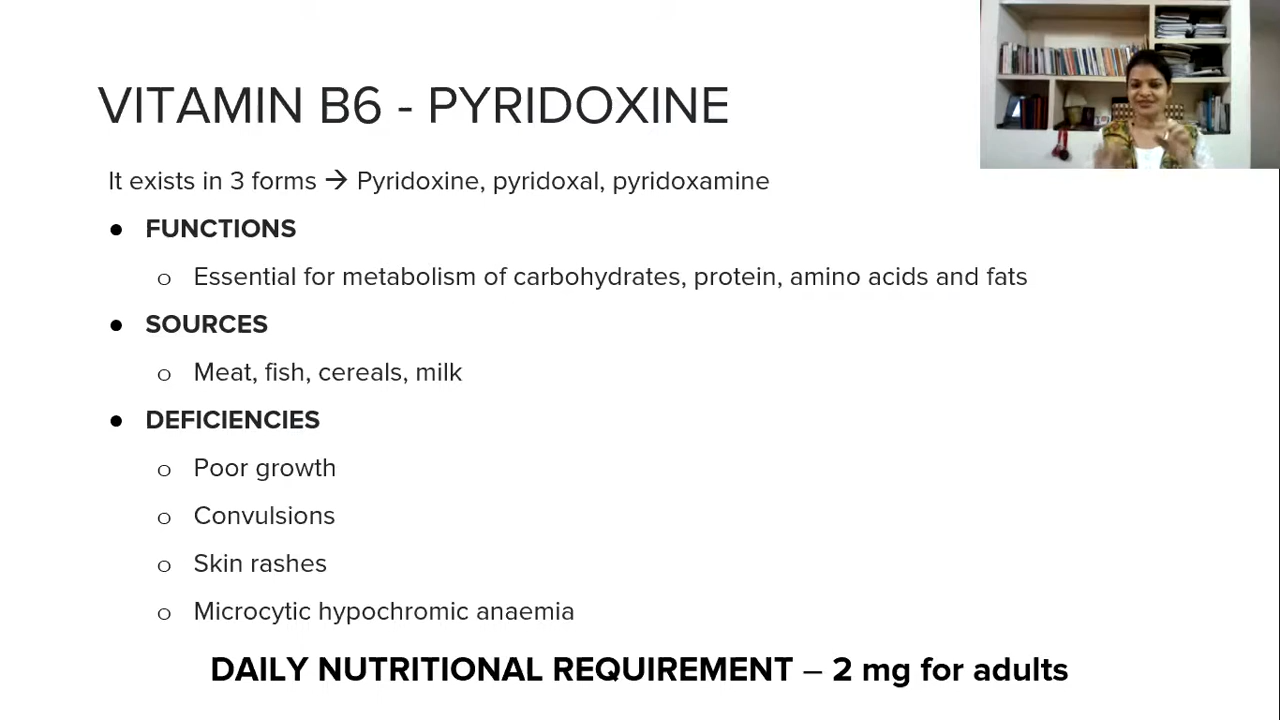 VITAMIN B6 - PYRIDOXINE
It exists in 3 forms → Pyridoxine, pyridoxal, pyridoxamine
● FUNCTIONS
o Essential for metabolism of carbohydrates, protein, amino acids and fats
● SOURCES
o Meat, fish, cereals, milk
● DEFICIENCIES
o Poor growth
o Convulsions
o Skin rashes
o Microcytic hypochromic anaemia
DAILY NUTRITIONAL REQUIREMENT – 2 mg for adults